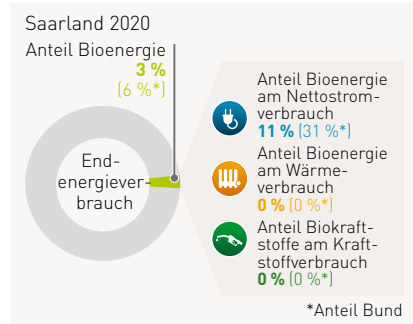 Saarland 2020
Anteil Bioenergie
3 %
(6 %*)
End-
energiever-
brauch
Anteil Bioenergie
am Nettostrom-
verbrauch
11 % (31 %*)
Anteil Bioenergie
am Wärme-
verbrauch
0 % (0 %*)
Anteil Biokraft-
stoffe am Kraft-
stoffverbrauch
0 % (0 %*)
*Anteil Bund